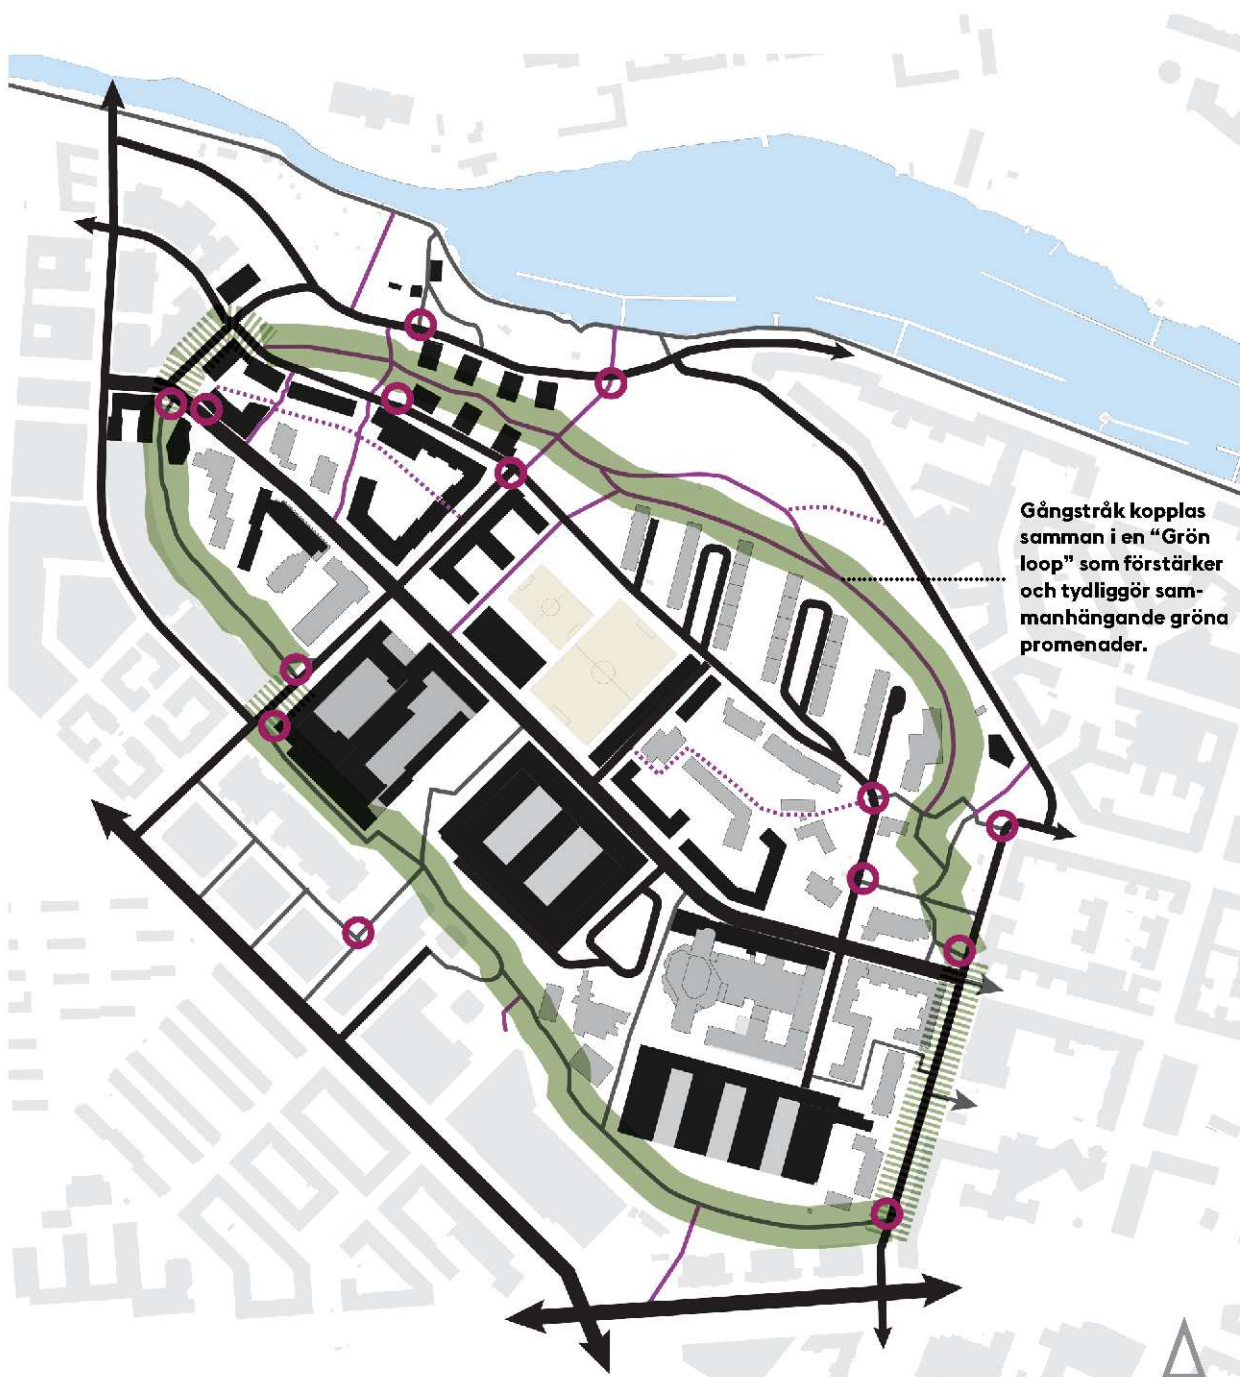 Gångstråk kopplas
samman i en “Grön
loop” som förstärker
och tydliggör sam-
manhängande gröna
promenader.